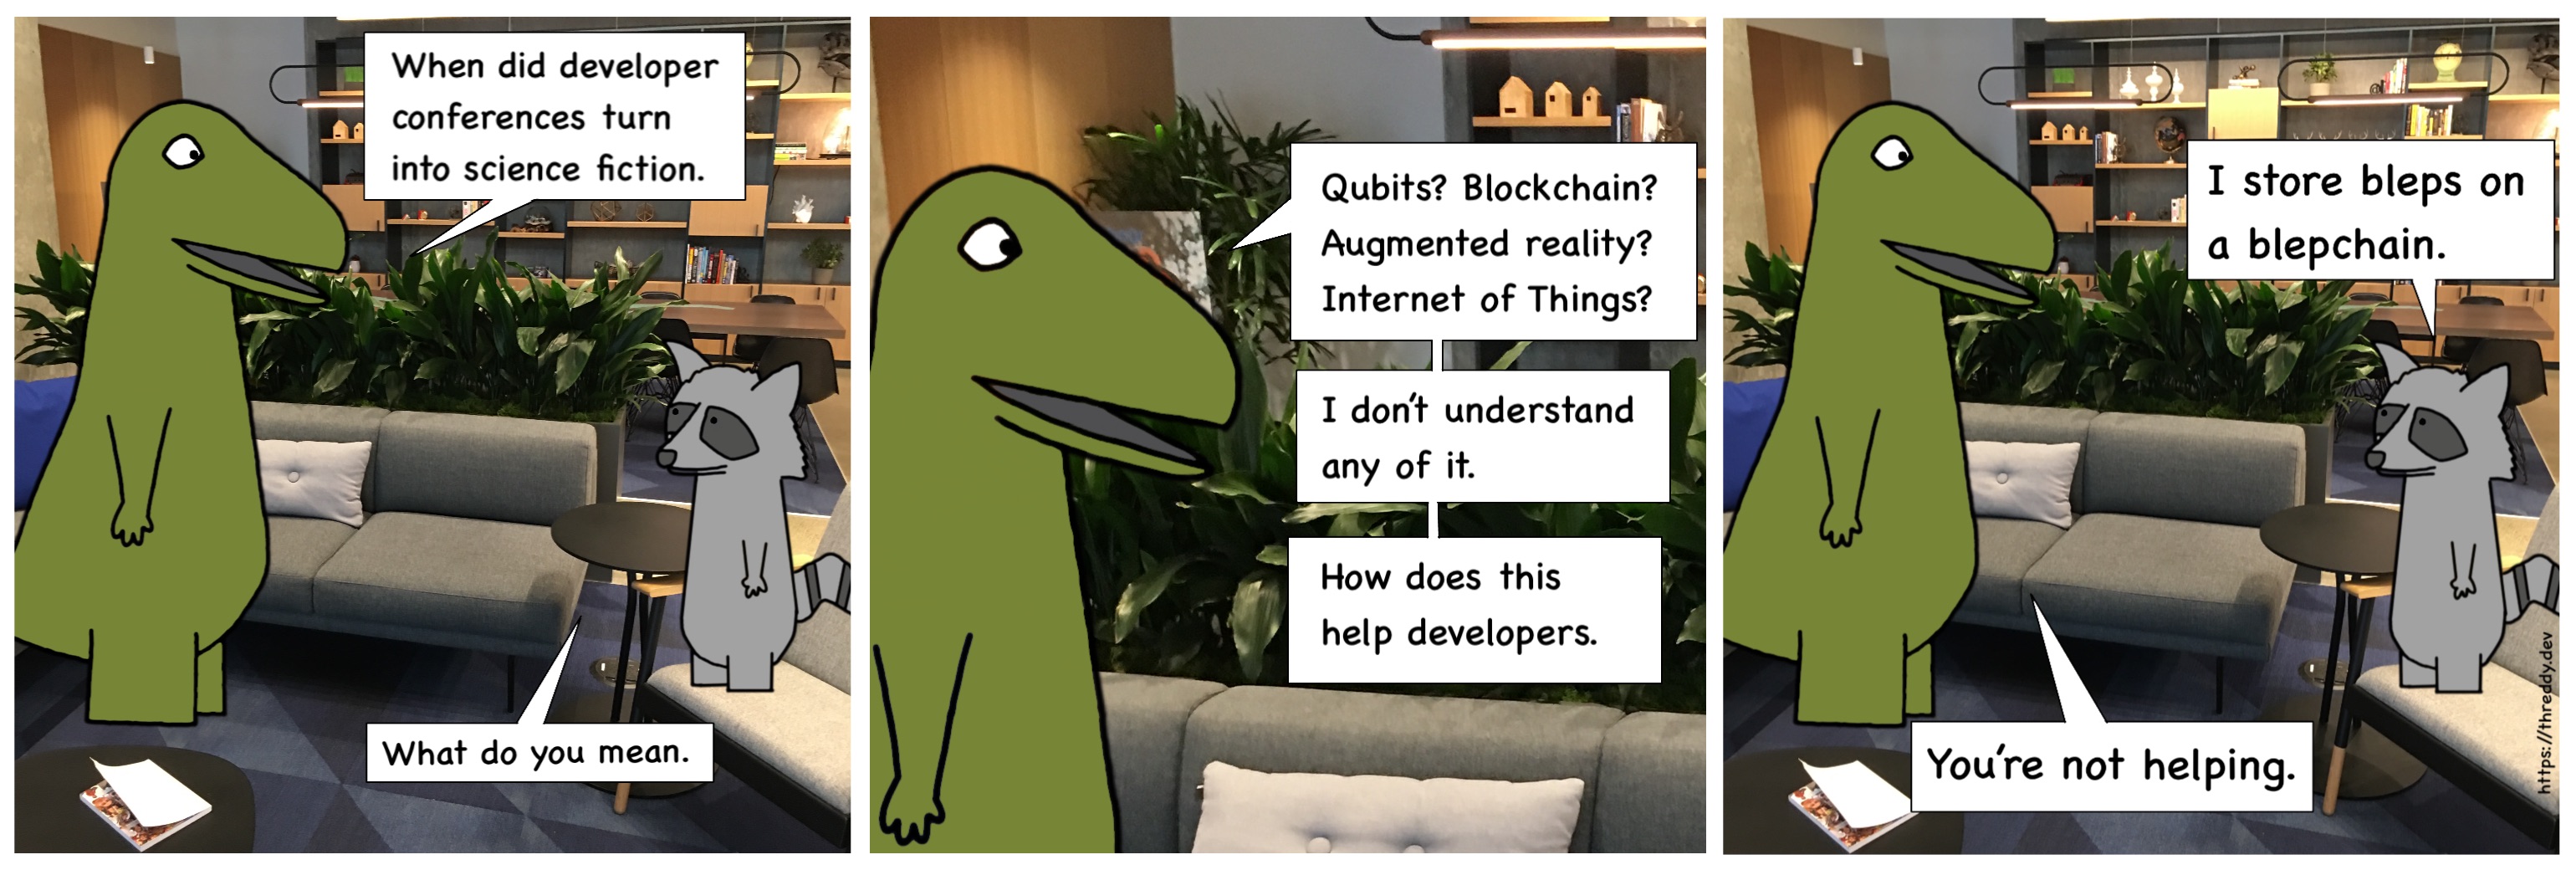 When did developer
conferences turn
into science fiction.
What do you mean.
Qubits? Blockchain?
Augmented reality?
Internet of Things?
I don't understand
any of it.
How does this
help developers.
I store bleps on
a blepchain.
You're not helping.
https://threddy.dev